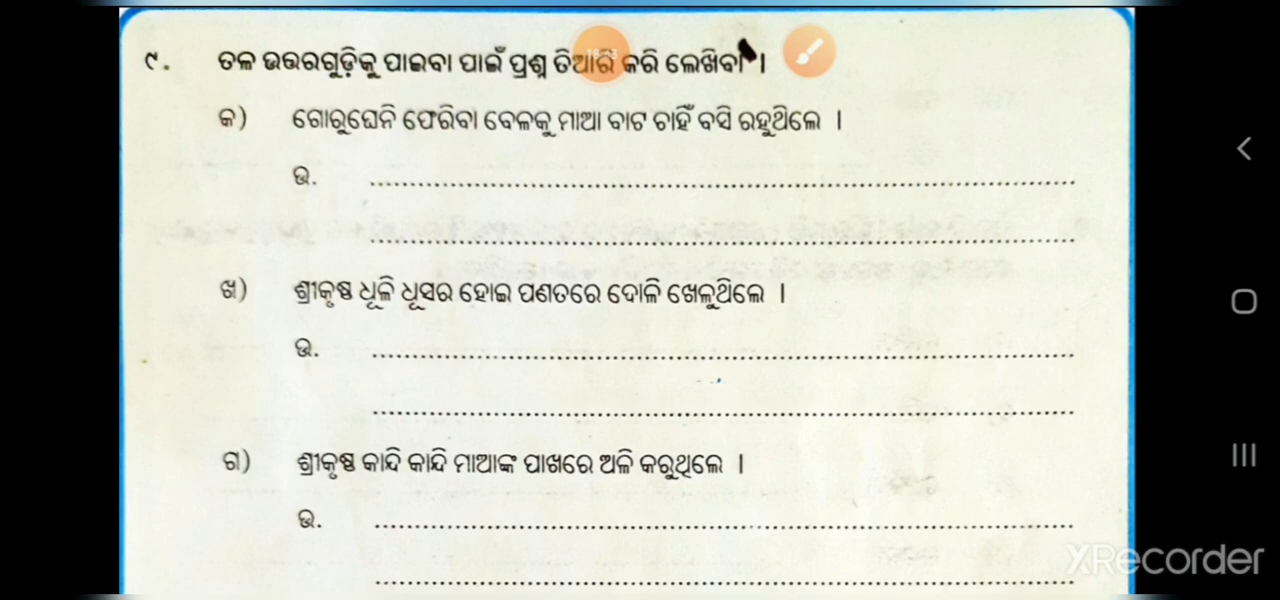 ୯. ତଳ ଉତ୍ତରଗୁଡ଼ିକୁ ପାଇବା ପାଇଁ ପ୍ରଶ୍ନ ତିଆରି କରି ଲେଖିବା ।
କ) ଗୋରୁଘେନି ଫେରିବା ବେଳକୁ ମାଆ ବାଟ ଚାହିଁ ବସି ରହୁଥିଲେ ।
ଉ. ................................................................
................................................................
ଖ) ଶ୍ରୀକୃଷ୍ଣ ଧୂଳି ଧୂସର ହୋଇ ପଣତରେ ଦୋଳି ଖେଳୁଥିଲେ ।
ଉ. ................................................................
................................................................
ଗ) ଶ୍ରୀକୃଷ୍ଣ କାନ୍ଦି କାନ୍ଦି ମାଆଙ୍କ ପାଖରେ ଅଳି କରୁଥିଲେ ।
ଉ. ................................................................
................................................................
XRecorder